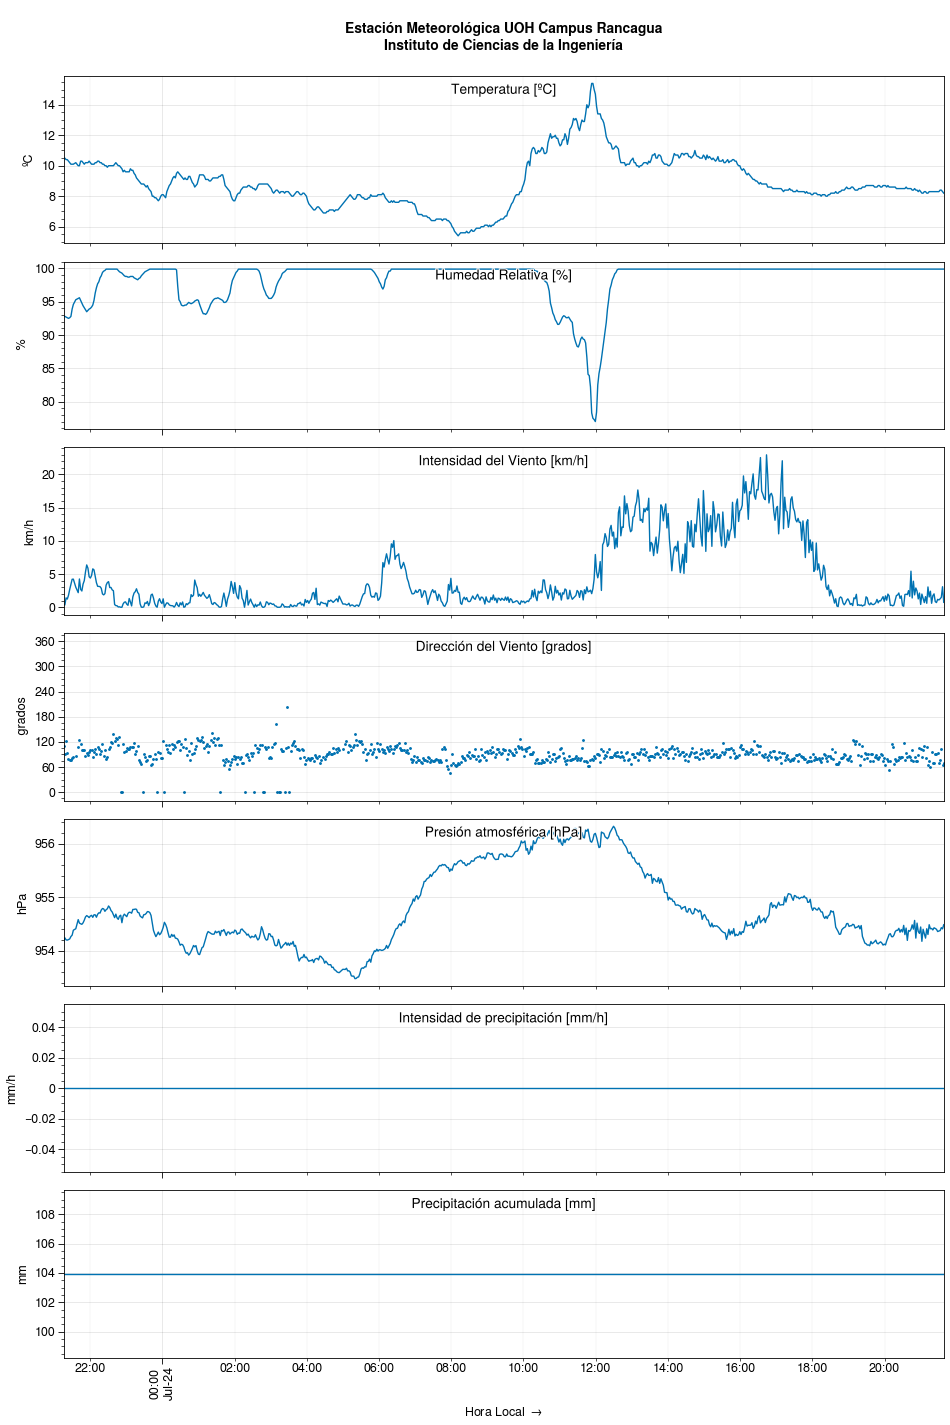 Estación Meteorológica UOH Campus Rancagua
Instituto de Ciencias de la Ingeniería
Temperatura [ºC]
14
12
10
8
6
ºC
Humedad Relativa [%]
100
95
90
85
80
%
Intensidad del Viento [km/h]
20
15
10
5
0
km/h
Dirección del Viento [grados]
360
300
240
180
120
60
0
grados
Presión atmosférica [hPa]
956
955
954
hPa
Intensidad de precipitación [mm/h]
0.04
0.02
0
−0.02
−0.04
mm/h
Precipitación acumulada [mm]
108
106
104
102
100
mm
22:00
00:00
Jul-24
02:00
04:00
06:00
08:00
10:00
12:00
14:00
16:00
18:00
20:00
Hora Local →